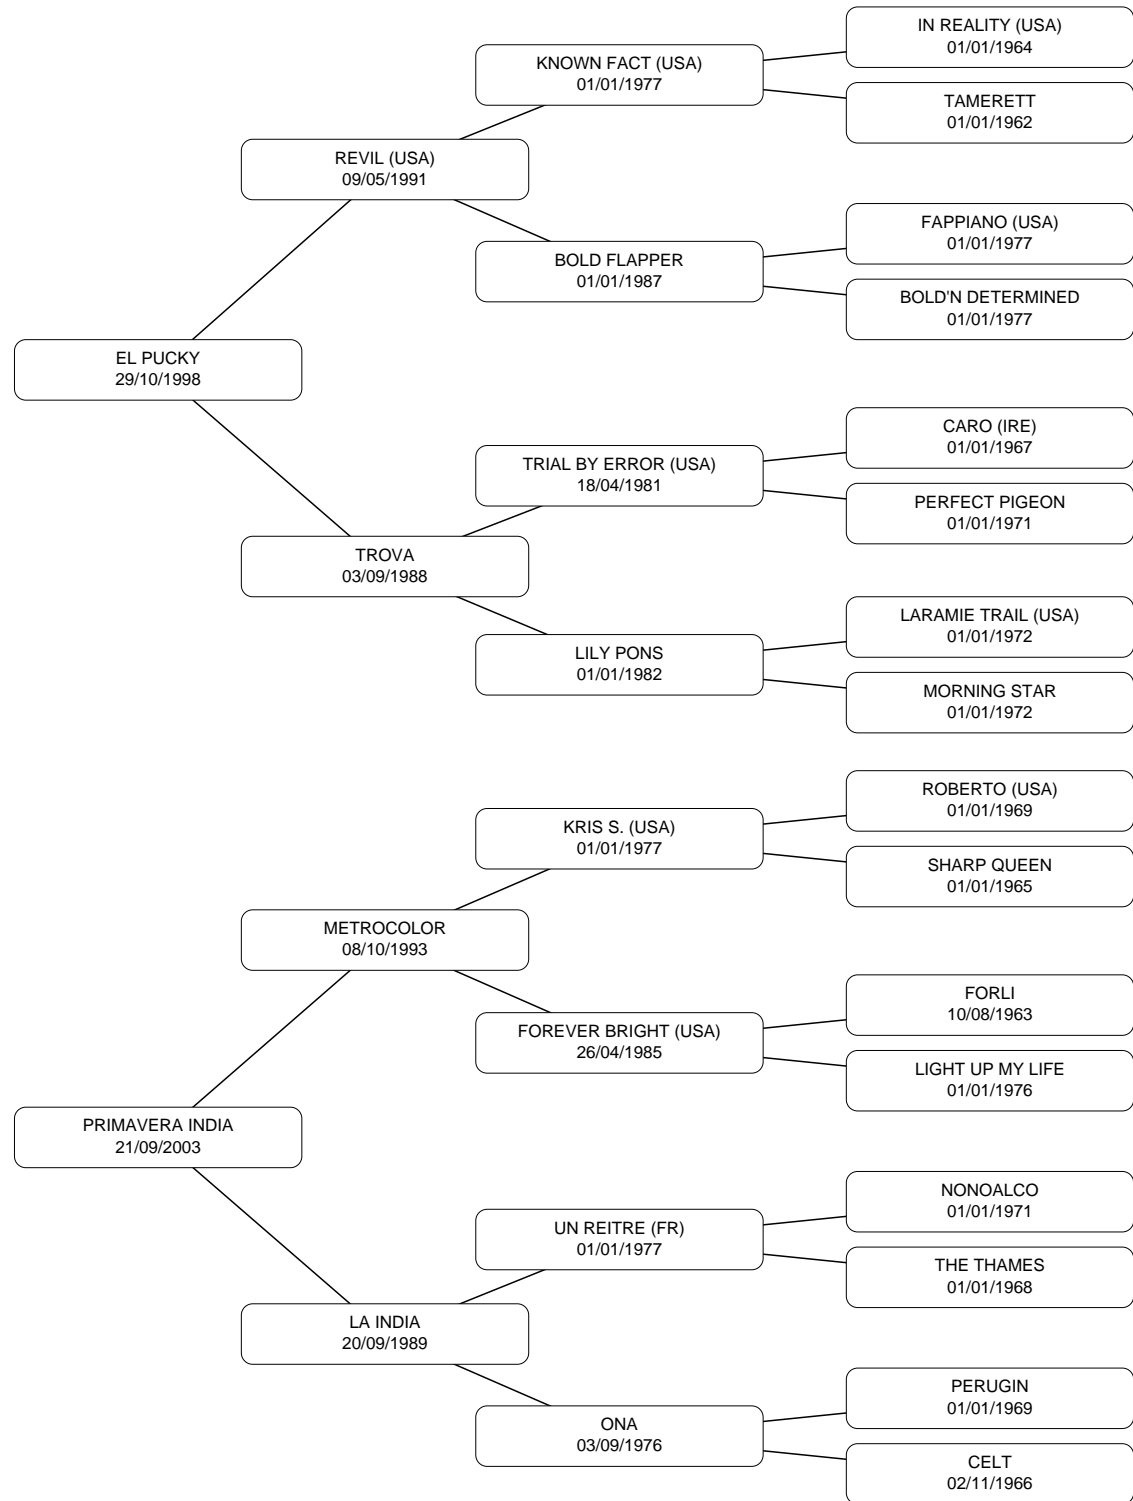 IN REALITY (USA)
01/01/1964
KNOWN FACT (USA)
01/01/1977
TAMERETT
01/01/1962
REVIL (USA)
09/05/1991
FAPPIANO (USA)
01/01/1977
BOLD FLAPPER
01/01/1987
BOLD'N DETERMINED
01/01/1977
EL PUCKY
29/10/1998
CARO (IRE)
01/01/1967
TRIAL BY ERROR (USA)
18/04/1981
PERFECT PIGEON
01/01/1971
TROVA
03/09/1988
LARAMIE TRAIL (USA)
01/01/1972
LILY PONS
01/01/1982
MORNING STAR
01/01/1972
ROBERTO (USA)
01/01/1969
KRIS S. (USA)
01/01/1977
SHARP QUEEN
01/01/1965
METROCOLOR
08/10/1993
FORLI
10/08/1963
FOREVER BRIGHT (USA)
26/04/1985
LIGHT UP MY LIFE
01/01/1976
PRIMAVERA INDIA
21/09/2003
NONOALCO
01/01/1971
UN REITRE (FR)
01/01/1977
THE THAMES
01/01/1968
LA INDIA
20/09/1989
PERUGIN
01/01/1969
ONA
03/09/1976
CELT
02/11/1966